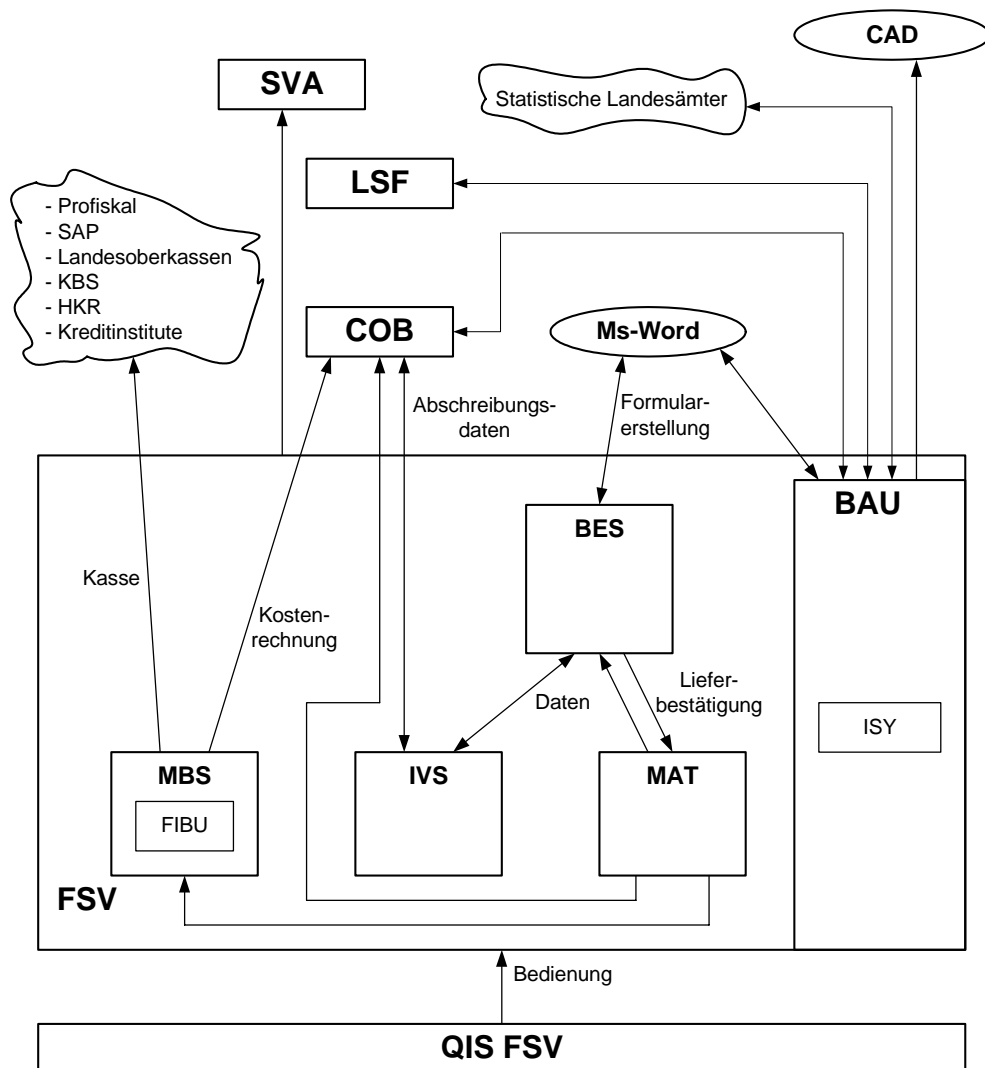 CAD
SVA
Statistische Landesämter
LSF
- Profiskal
- SAP
- Landesoberkassen
- KBS
- HKR
- Kreditinstitute
COB
Ms-Word
Abschreibungs-
daten
Formular-
erstellung
BAU
BES
Kasse
Kosten-
rechnung
Daten
Liefer-
bestätigung
ISY
MBS
IVS
MAT
FIBU
FSV
Bedienung
QIS FSV